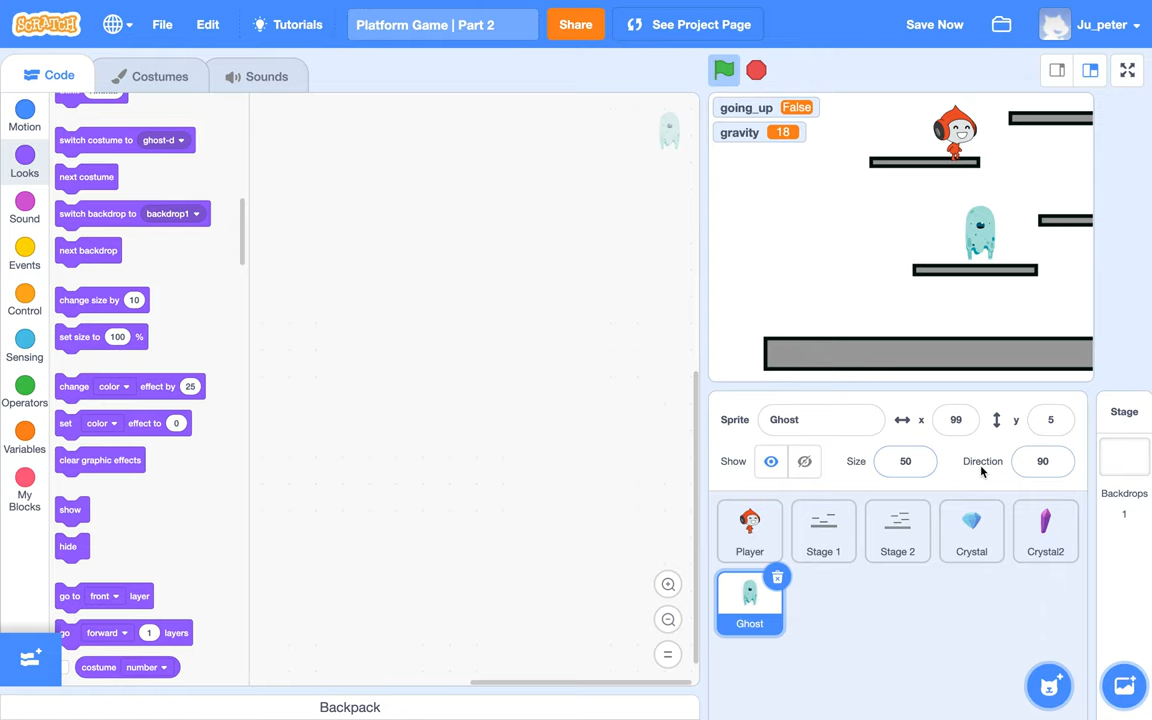 SCRATCH File Edit Tutorials Platform Game | Part 2 Share See Project Page Save Now Ju_peter
Code Costumes Sounds
Motion
Looks
Sound
Events
Control
Sensing
Operators
Variables
My
Blocks
switch costume to ghost-d
next costume
switch backdrop to backdrop1
next backdrop
change size by 10
set size to 100 %
change color effect by 25
set color effect to 0
clear graphic effects
show
hide
go to front layer
go forward 1 layers
costume number
Backpack
going_up False
gravity 18
Sprite Ghost x 99 y 5
Show Size 50 Direction 90
Player Stage 1 Stage 2 Crystal Crystal2
Ghost
Stage
Backdrops
1